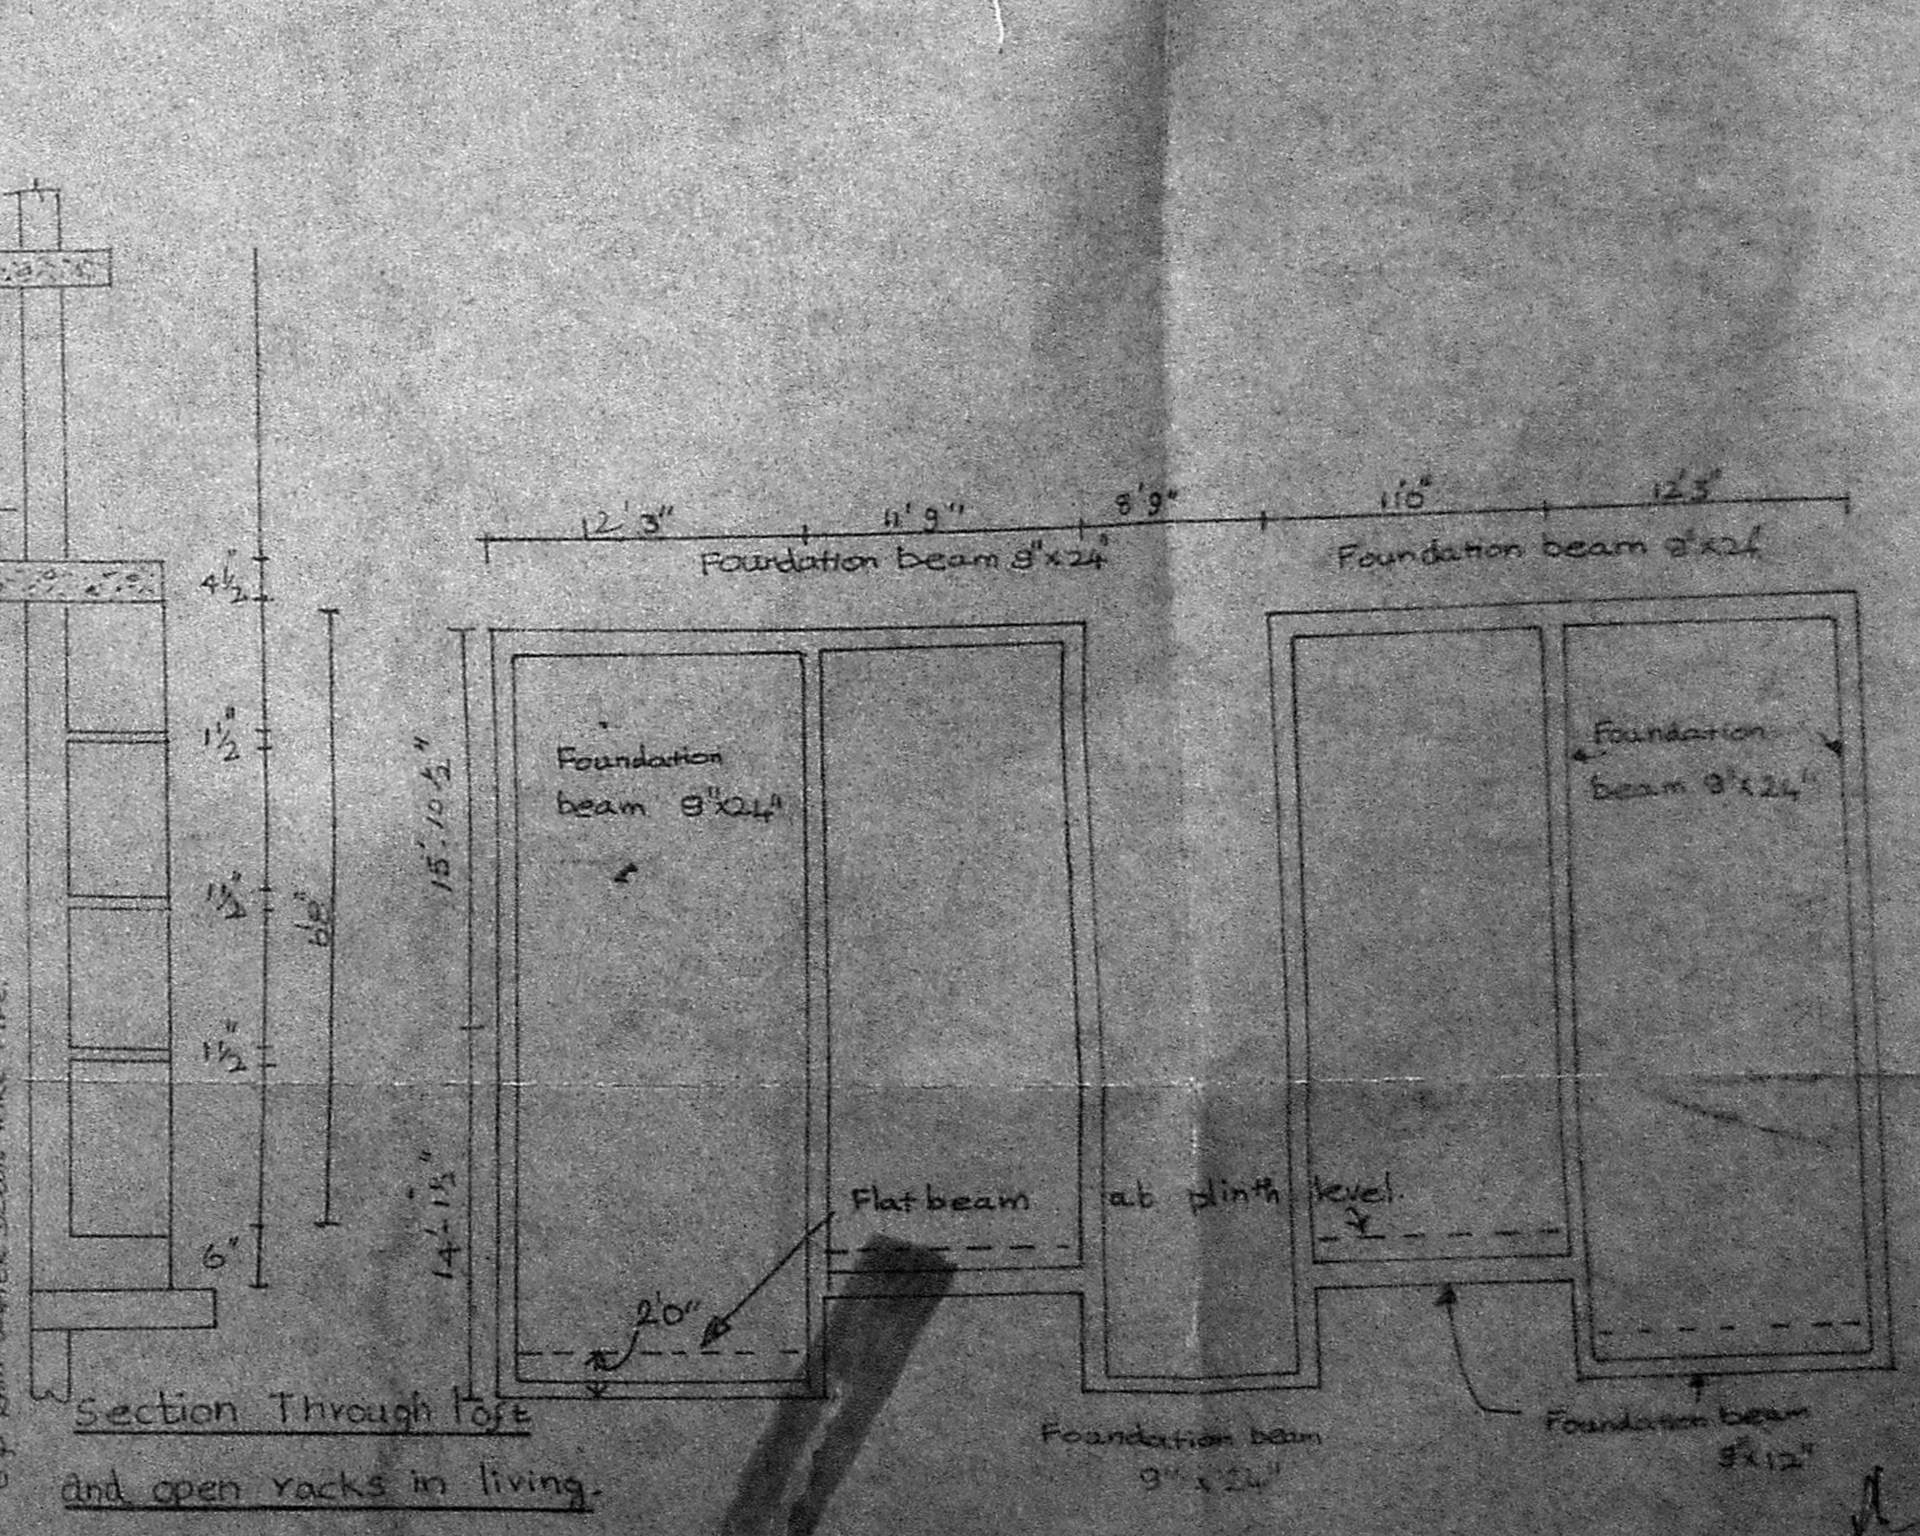 12'3"
11'9"
8'9"
11'0"
12'3"
Foundation beam 9"x24"
Foundation beam 9"x24
4½"
1½"
1½"
1½"
6"
15'-10½"
14'-1½"
Foundation
beam 9"x24"
Foundation
beam 9"x24"
Flat beam at plinth level.
2'0"
Section Through loft
and open racks in living.
Foundation beam
9" x 24"
Foundation beam
9"x12"